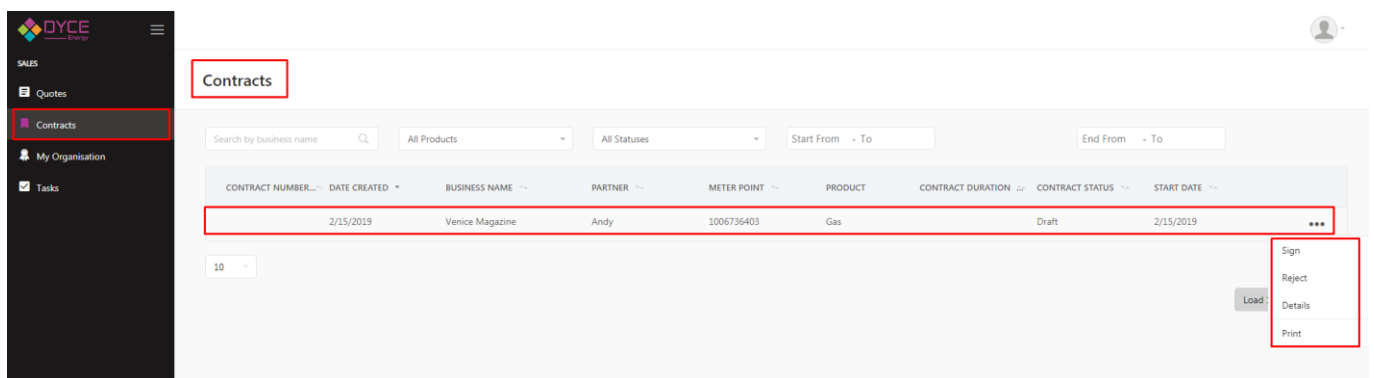 DYCE
Energy
SALES
Quotes
Contracts
My Organisation
Tasks
Contracts
Search by business name All Products All Statuses Start From - To End From - To
CONTRACT NUMBER... DATE CREATED BUSINESS NAME PARTNER METER POINT PRODUCT CONTRACT DURATION ... CONTRACT STATUS START DATE
2/15/2019 Venice Magazine Andy 1006736403 Gas Draft 2/15/2019
10
Sign
Reject
Load
Details
Print